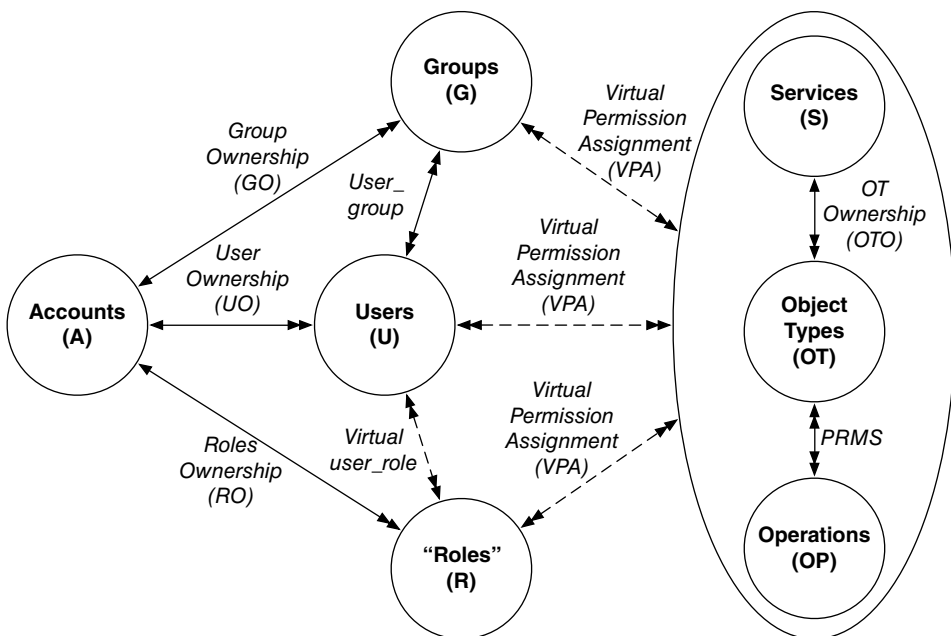 Groups
(G)
Services
(S)
Virtual
Permission
Assignment
(VPA)
Group
Ownership
(GO)
User_
group
OT
Ownership
(OTO)
User
Ownership
(UO)
Virtual
Permission
Assignment
(VPA)
Accounts
(A)
Users
(U)
Object
Types
(OT)
Roles
Ownership
(RO)
Virtual
user_role
Virtual
Permission
Assignment
(VPA)
PRMS
“Roles”
(R)
Operations
(OP)